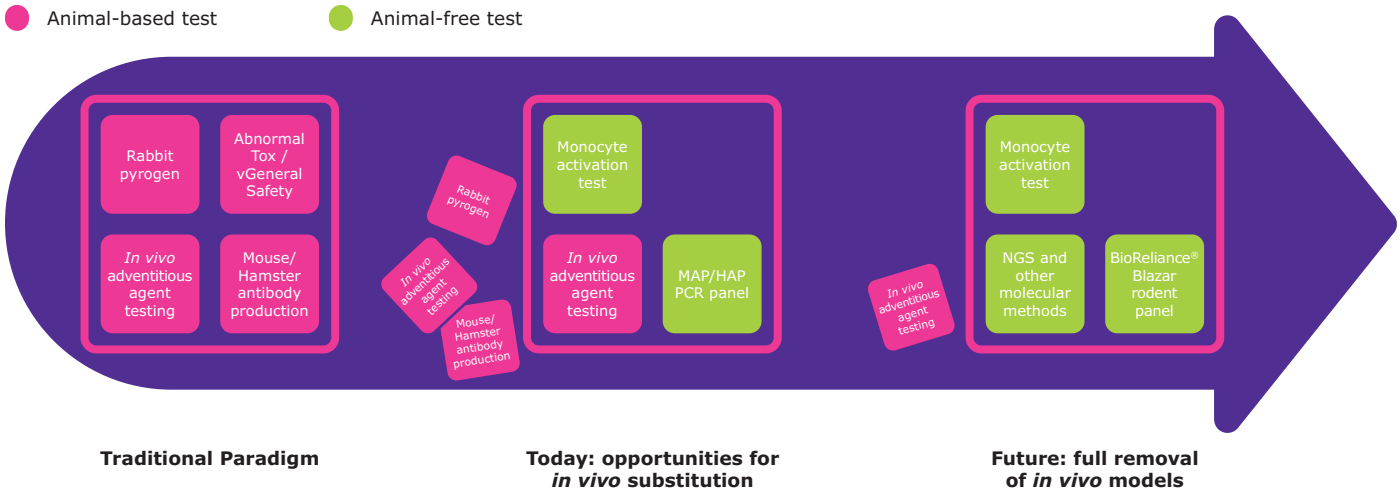 Animal-based test
Animal-free test
Rabbit
pyrogen
Abnormal
Tox /
vGeneral
Safety
In vivo
adventitious
agent
testing
Mouse/
Hamster
antibody
production
Rabbit
pyrogen
In vivo
adventitious
agent
testing
Mouse/
Hamster
antibody
production
Monocyte
activation
test
In vivo
adventitious
agent
testing
MAP/HAP
PCR panel
In vivo
adventitious
agent
testing
Monocyte
activation
test
NGS and
other
molecular
methods
BioReliance®
Blazar
rodent
panel
Traditional Paradigm
Today: opportunities for
in vivo substitution
Future: full removal
of in vivo models